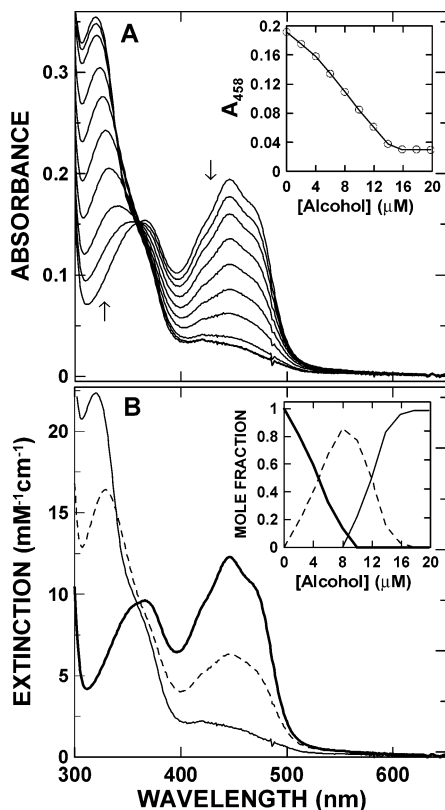 A
0.3
0.2
0.1
0
ABSORBANCE
↓
↑
0.2
0.16
0.12
0.08
0.04
0
A458
0 4 8 12 16 20
[Alcohol] (μM)
B
20
15
10
5
0
EXTINCTION (mM-1cm-1)
1
0.8
0.6
0.4
0.2
0
MOLE FRACTION
0 4 8 12 16 20
[Alcohol] (μM)
300 400 500 600
WAVELENGTH (nm)